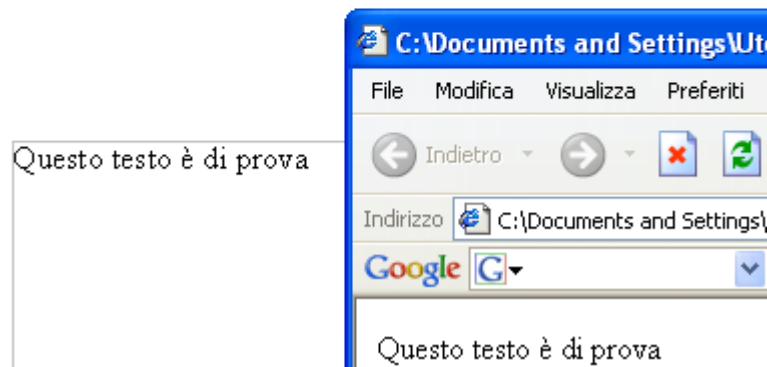 Questo testo è di prova
C:\Documents and Settings\Ut
File Modifica Visualizza Preferiti
Indietro
Indirizzo C:\Documents and Settings\
Google G
Questo testo è di prova